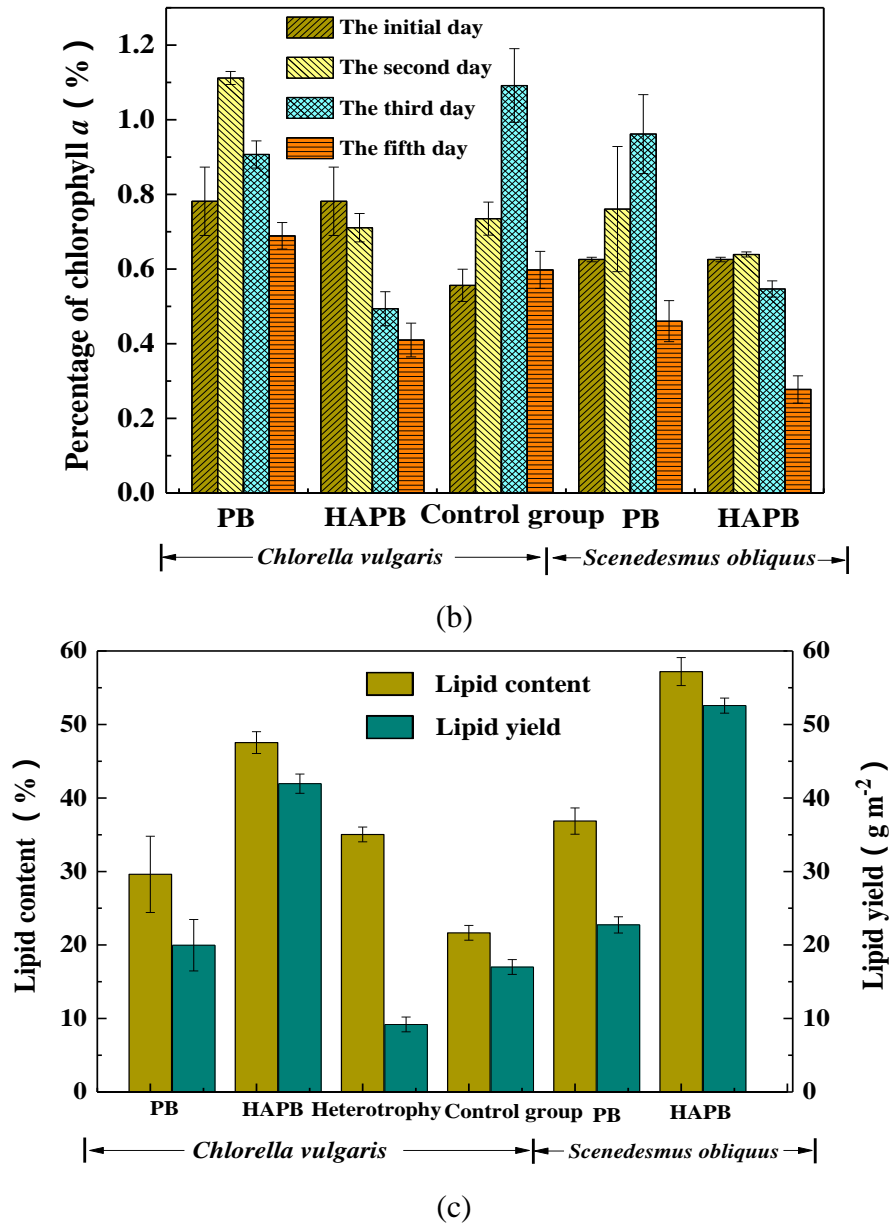 Percentage of chlorophyll a ( % )
1.2
1.0
0.8
0.6
0.4
0.2
0.0
The initial day
The second day
The third day
The fifth day
PB HAPB Control group PB HAPB
Chlorella vulgaris Scenedesmus obliquus
(b)
Lipid content ( % )
60
50
40
30
20
10
0
Lipid content
Lipid yield
60
50
40
30
20
10
0
Lipid yield ( g m-2 )
PB HAPB Heterotrophy Control group PB HAPB
Chlorella vulgaris Scenedesmus obliquus
(c)